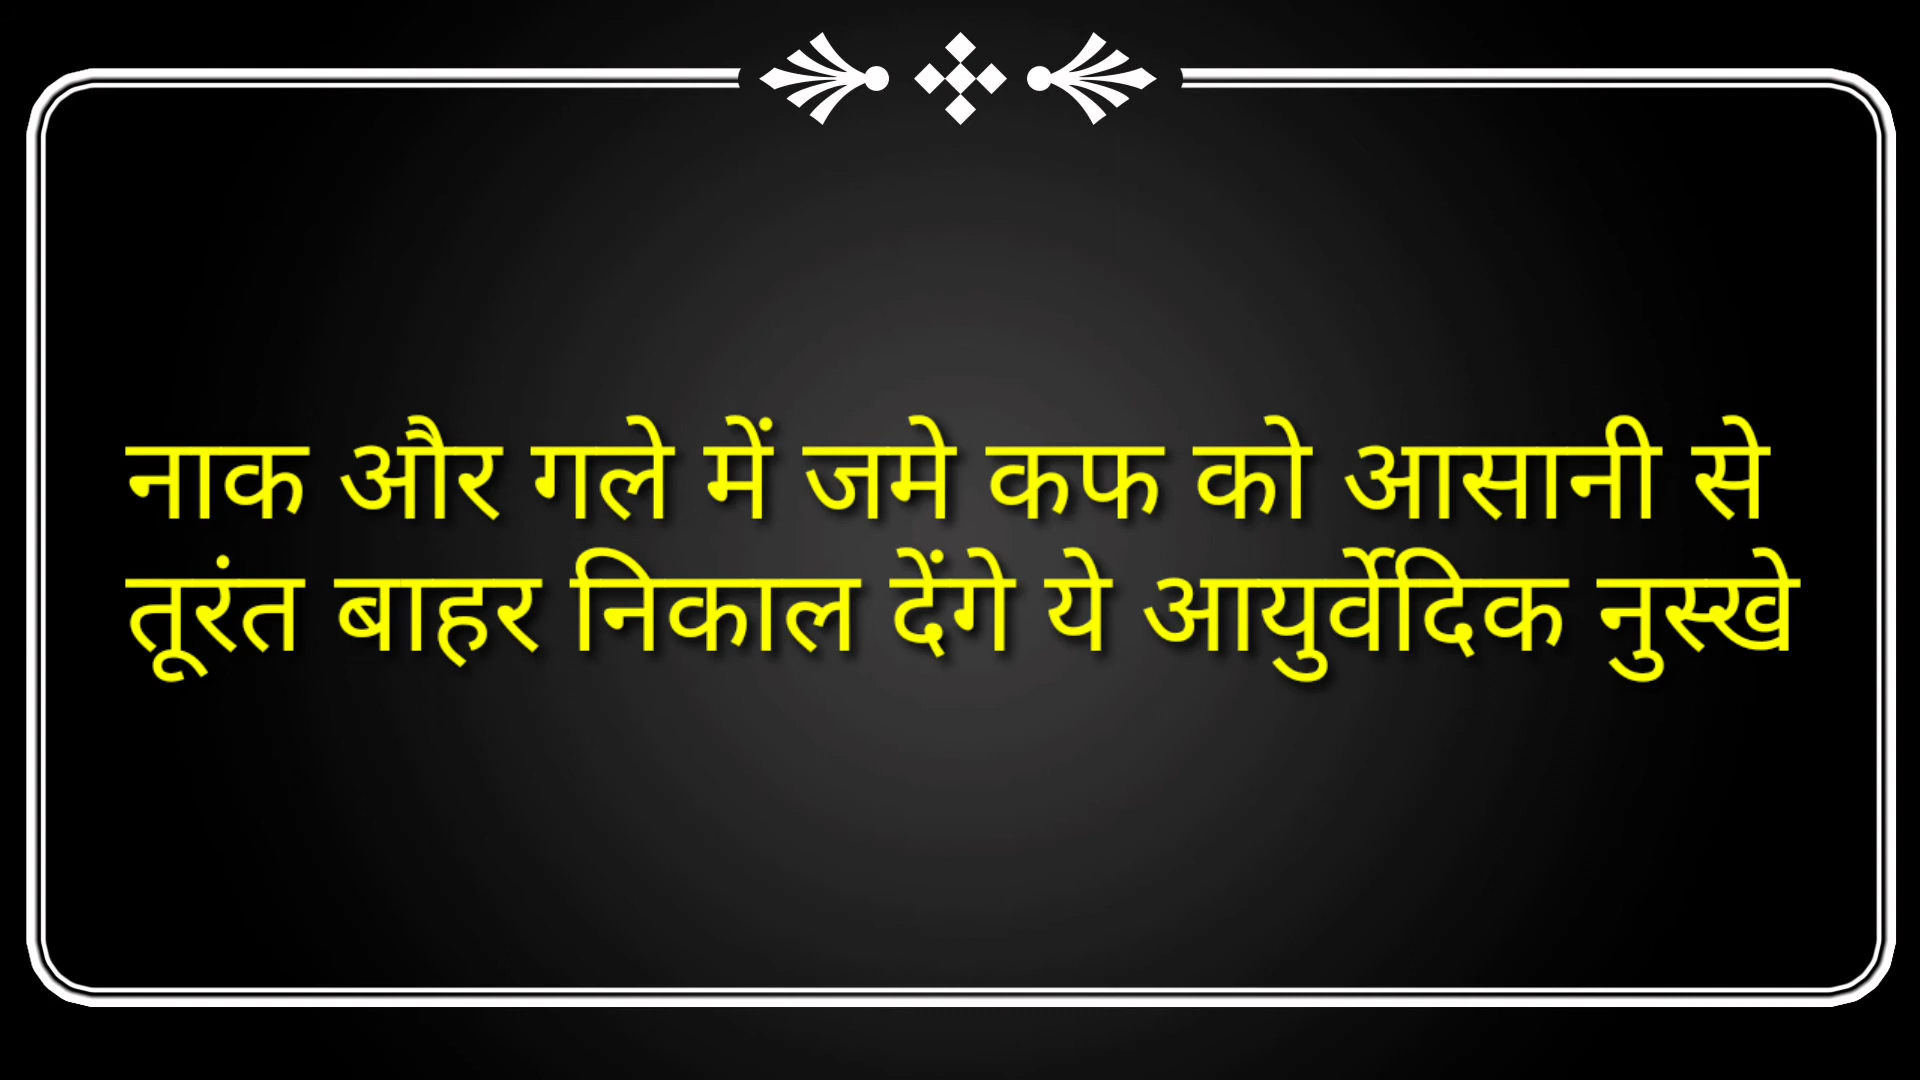 नाक और गले में जमे कफ को आसानी से
तूरंत बाहर निकाल देंगे ये आयुर्वेदिक नुस्खे